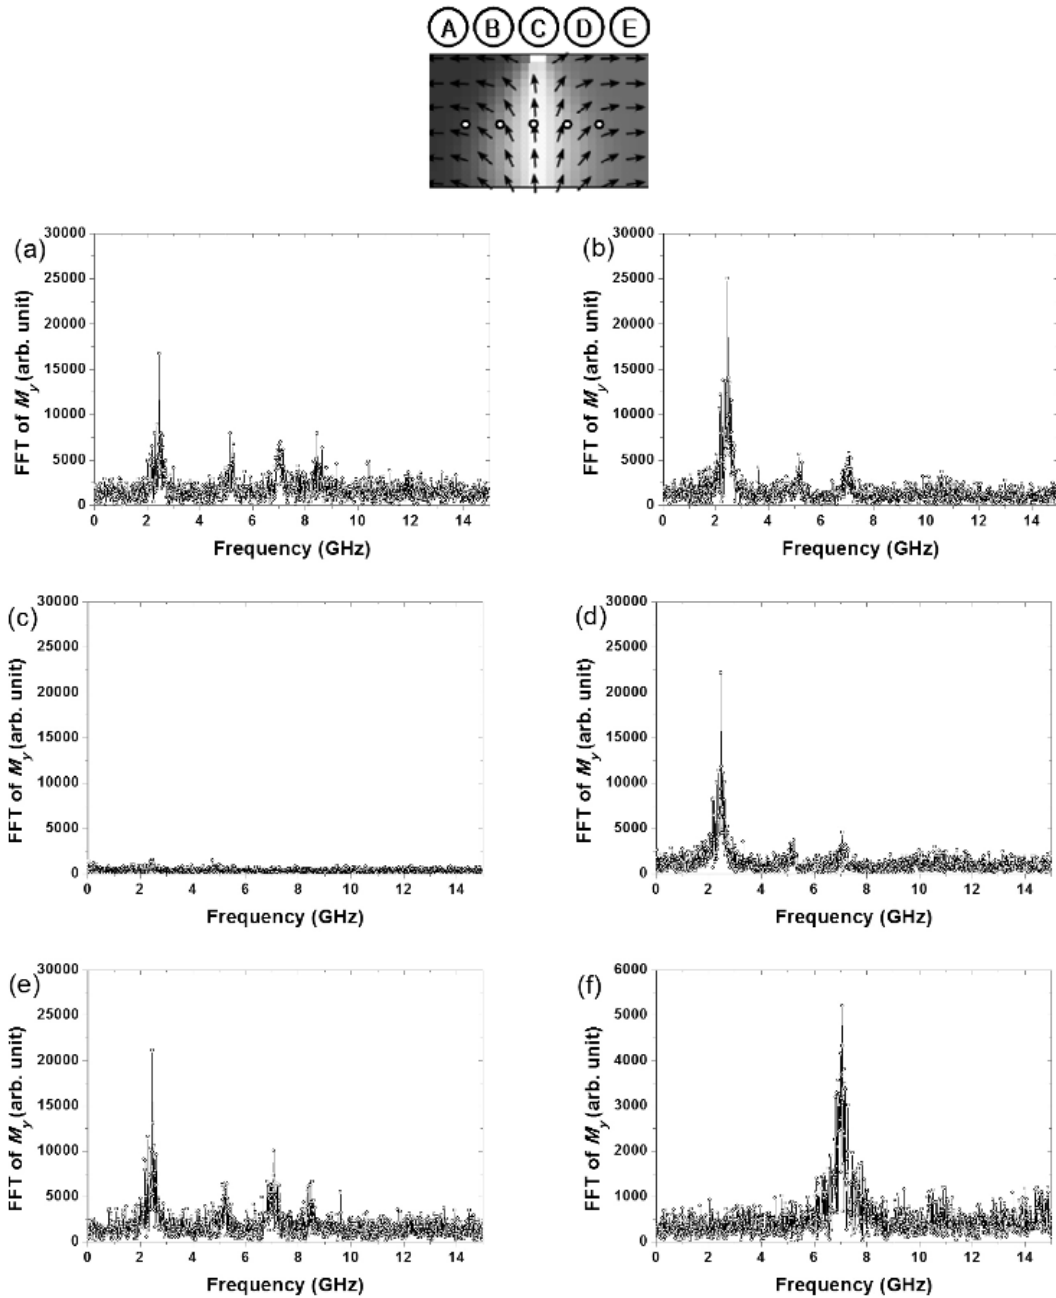 A B C D E
(a)
30000
25000
20000
15000
10000
5000
0
FFT of My (arb. unit)
0 2 4 6 8 10 12 14
Frequency (GHz)
(b)
30000
25000
20000
15000
10000
5000
0
FFT of My (arb. unit)
0 2 4 6 8 10 12 14
Frequency (GHz)
(c)
30000
25000
20000
15000
10000
5000
0
FFT of My (arb. unit)
0 2 4 6 8 10 12 14
Frequency (GHz)
(d)
30000
25000
20000
15000
10000
5000
0
FFT of My (arb. unit)
0 2 4 6 8 10 12 14
Frequency (GHz)
(e)
30000
25000
20000
15000
10000
5000
0
FFT of My (arb. unit)
0 2 4 6 8 10 12 14
Frequency (GHz)
(f)
6000
5000
4000
3000
2000
1000
0
FFT of My (arb. unit)
0 2 4 6 8 10 12 14
Frequency (GHz)